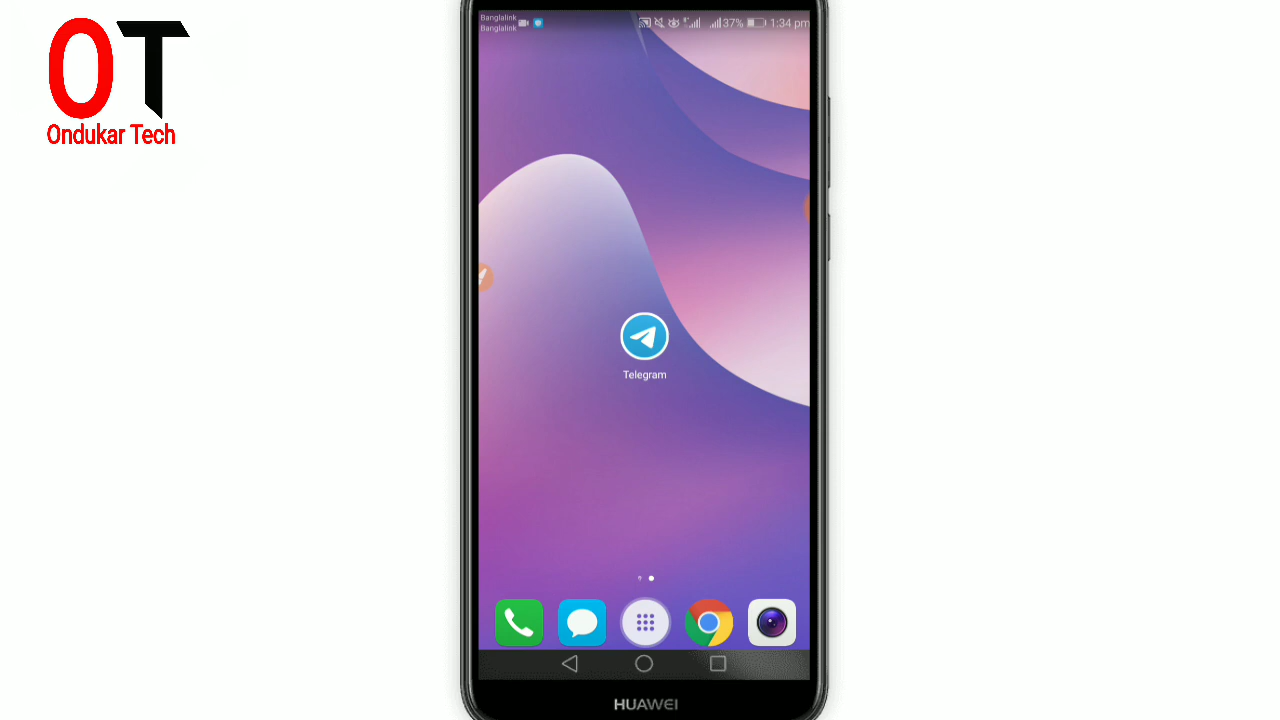 OT
Ondukar Tech
Banglalink
Banglalink
37%
1:34 pm
Telegram
HUAWEI